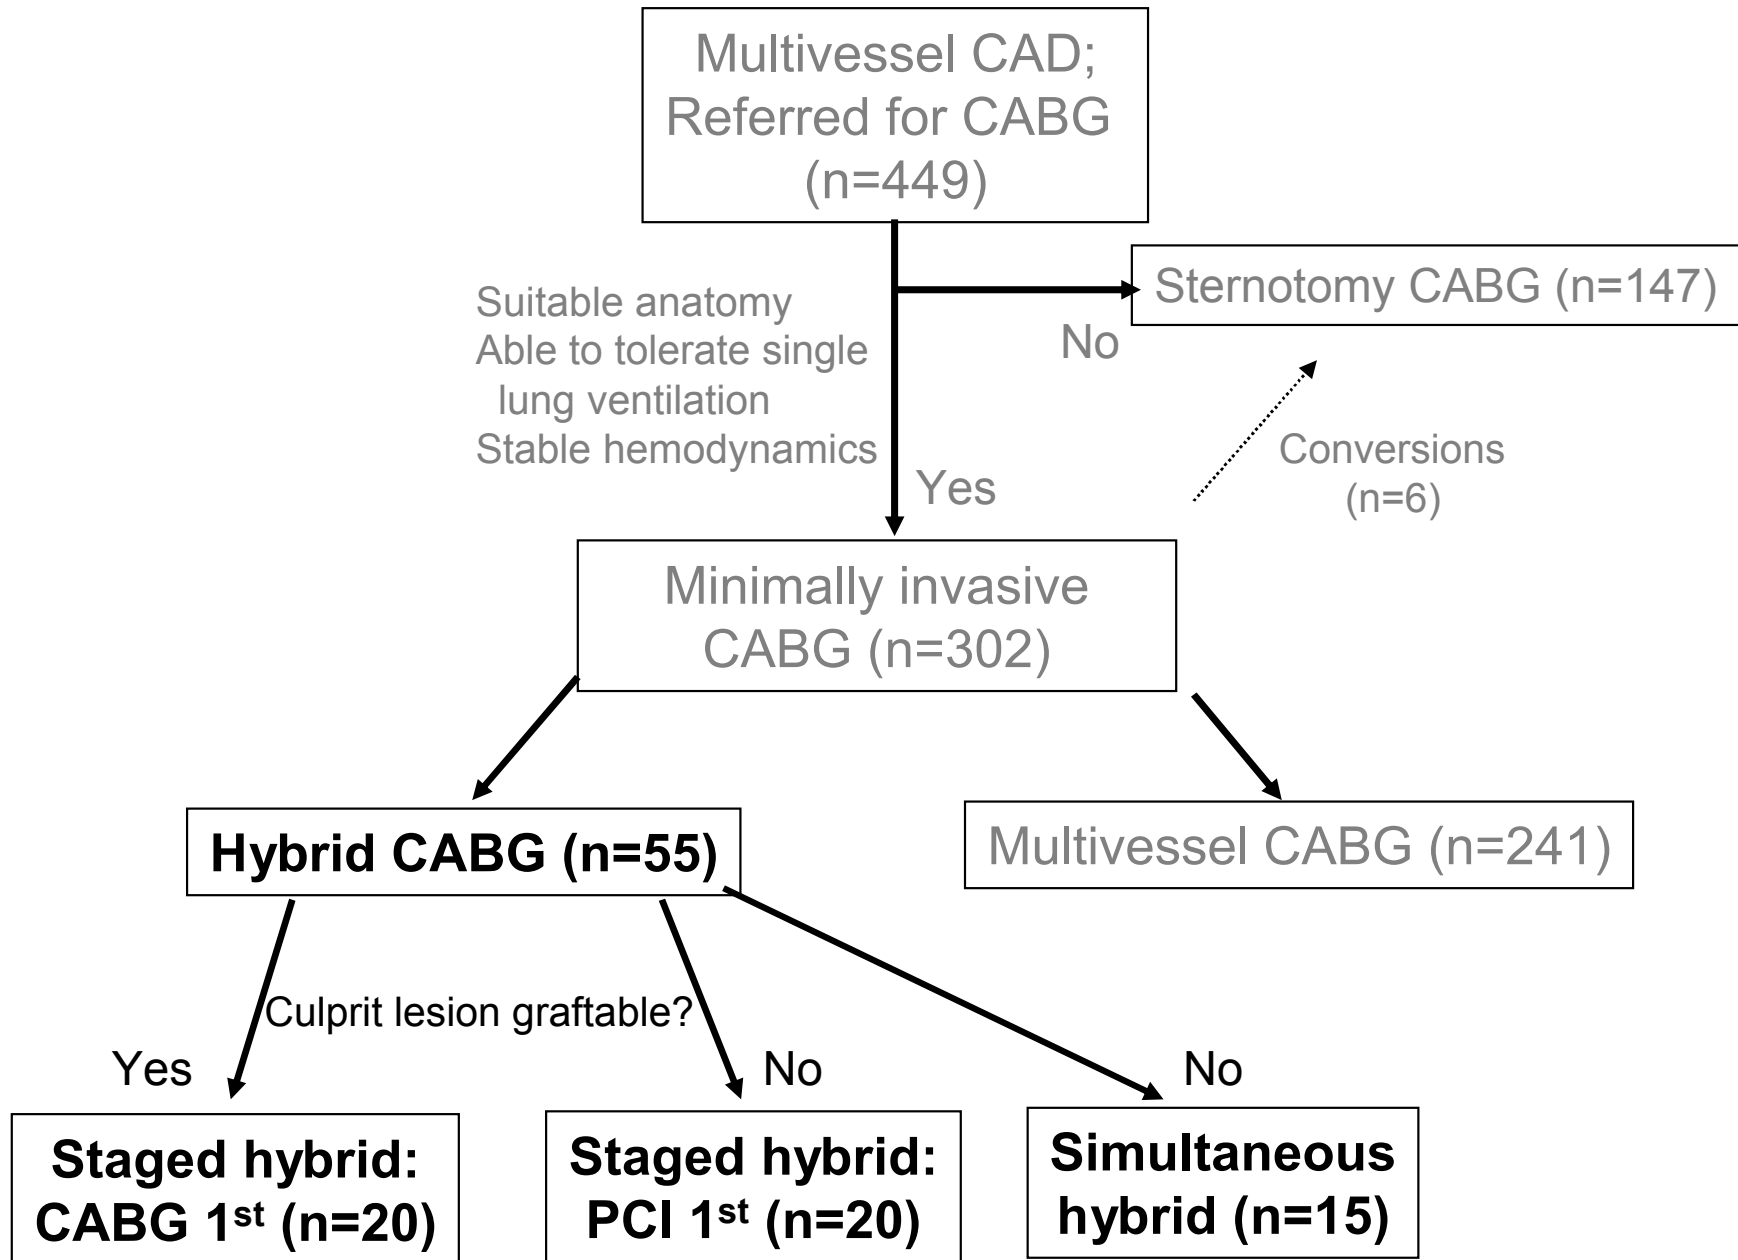 Multivessel CAD;
Referred for CABG
(n=449)
Sternotomy CABG (n=147)
Suitable anatomy
Able to tolerate single
lung ventilation
Stable hemodynamics
No
Yes
Conversions
(n=6)
Minimally invasive
CABG (n=302)
Hybrid CABG (n=55)
Multivessel CABG (n=241)
Culprit lesion graftable?
Yes
No
No
Staged hybrid:
CABG 1st (n=20)
Staged hybrid:
PCI 1st (n=20)
Simultaneous
hybrid (n=15)